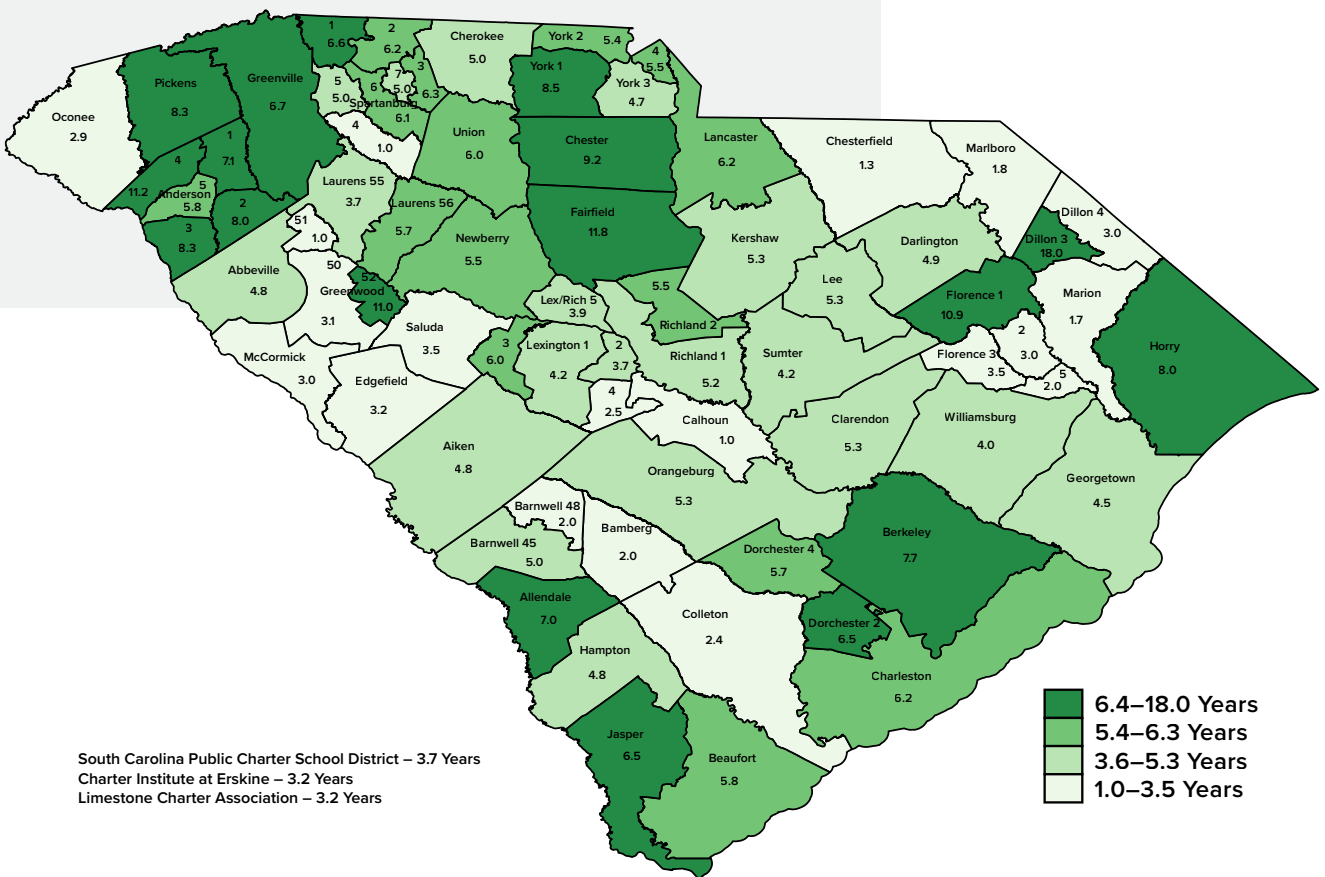 1
6.6
2
6.2
Cherokee
5.0
York 2 5.4
4
5.5
Pickens
8.3
Greenville
6.7
5
5.0
6
7
5.0
3
6.3
Spartanburg
6.1
York 1
8.5
York 3
4.7
Oconee
2.9
4
1.0
Union
6.0
Chester
9.2
Lancaster
6.2
Chesterfield
1.3
Marlboro
1.8
1
7.1
4
11.2
Anderson
5
5.8
2
8.0
3
8.3
Laurens 55
3.7
Laurens 56
5.7
51
1.0
Newberry
5.5
Fairfield
11.8
Kershaw
5.3
Darlington
4.9
Dillon 4
3.0
Dillon 3
18.0
Abbeville
4.8
50
Greenwood
3.1
52
11.0
Lex/Rich 5
3.9
5.5
Richland 2
Lee
5.3
Florence 1
10.9
Marion
1.7
Horry
8.0
McCormick
3.0
Saluda
3.5
3
6.0
Lexington 1
4.2
2
3.7
Richland 1
5.2
Sumter
4.2
Florence 3
3.5
2
3.0
5
2.0
Edgefield
3.2
4
2.5
Calhoun
1.0
Clarendon
5.3
Williamsburg
4.0
Aiken
4.8
Orangeburg
5.3
Georgetown
4.5
Barnwell 48
2.0
Bamberg
2.0
Barnwell 45
5.0
Dorchester 4
5.7
Berkeley
7.7
Allendale
7.0
Colleton
2.4
Dorchester 2
6.5
Hampton
4.8
Charleston
6.2
Jasper
6.5
Beaufort
5.8
6.4–18.0 Years
5.4–6.3 Years
3.6–5.3 Years
1.0–3.5 Years
South Carolina Public Charter School District – 3.7 Years
Charter Institute at Erskine – 3.2 Years
Limestone Charter Association – 3.2 Years